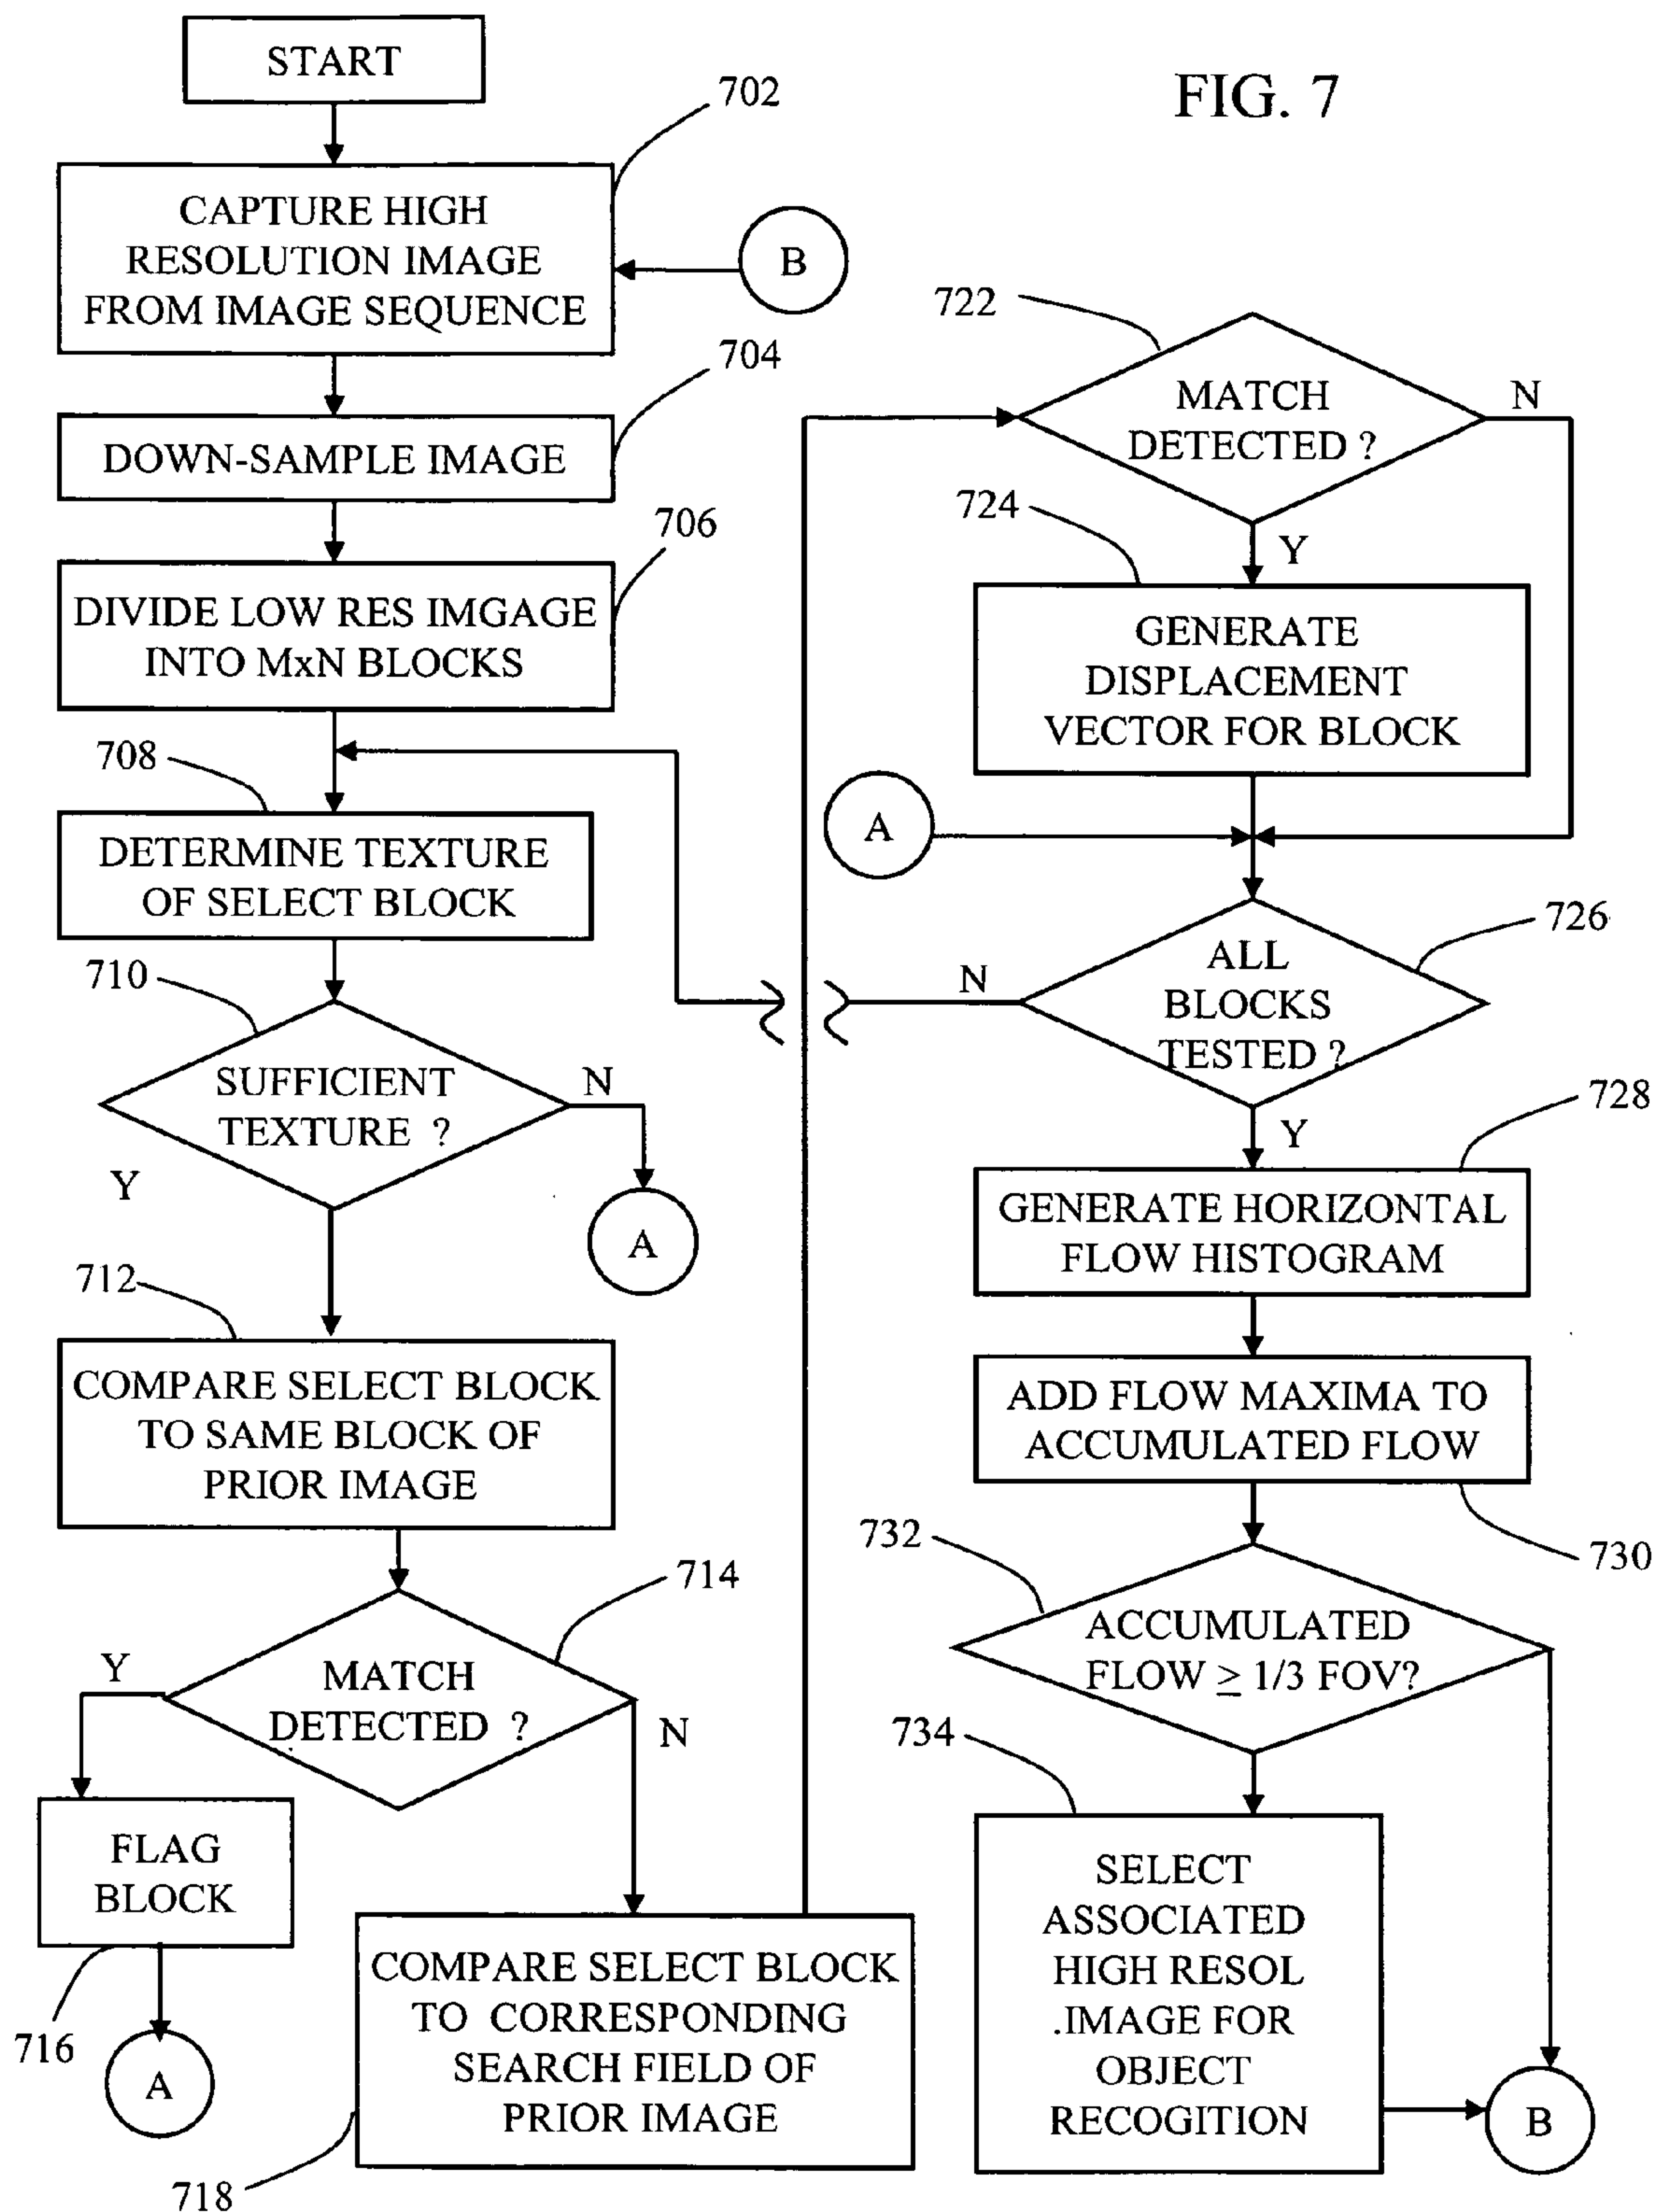 FIG. 7
START
702
CAPTURE HIGH
RESOLUTION IMAGE
FROM IMAGE SEQUENCE
B
704
DOWN-SAMPLE IMAGE
706
DIVIDE LOW RES IMGAGE
INTO MxN BLOCKS
708
DETERMINE TEXTURE
OF SELECT BLOCK
710
SUFFICIENT
TEXTURE ?
N
Y
A
712
COMPARE SELECT BLOCK
TO SAME BLOCK OF
PRIOR IMAGE
714
MATCH
DETECTED ?
Y
N
FLAG
BLOCK
716
A
COMPARE SELECT BLOCK
TO CORRESPONDING
SEARCH FIELD OF
PRIOR IMAGE
718
722
MATCH
DETECTED ?
N
Y
724
GENERATE
DISPLACEMENT
VECTOR FOR BLOCK
A
726
ALL
BLOCKS
TESTED ?
N
Y
728
GENERATE HORIZONTAL
FLOW HISTOGRAM
ADD FLOW MAXIMA TO
ACCUMULATED FLOW
730
732
ACCUMULATED
FLOW ≥ 1/3 FOV?
734
SELECT
ASSOCIATED
HIGH RESOL
.IMAGE FOR
OBJECT
RECOGITION
B